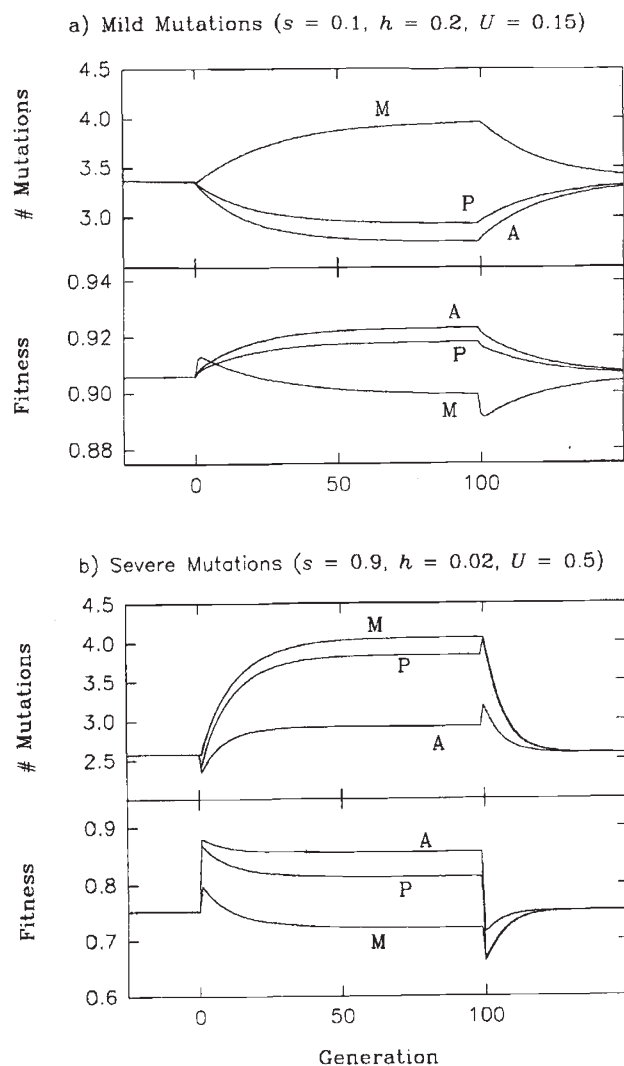 a) Mild Mutations (s = 0.1, h = 0.2, U = 0.15)
# Mutations
4.5
4.0
3.5
3.0
M
P
A
Fitness
0.94
0.92
0.90
0.88
A
P
M
0 50 100
b) Severe Mutations (s = 0.9, h = 0.02, U = 0.5)
# Mutations
4.5
4.0
3.5
3.0
2.5
M
P
A
Fitness
0.9
0.8
0.7
0.6
A
P
M
0 50 100
Generation